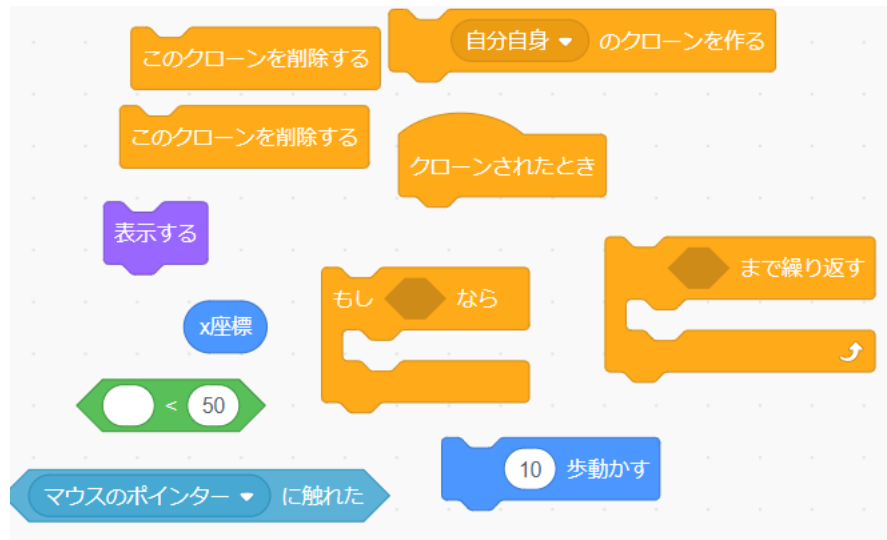 このクローンを削除する
自分自身 のクローンを作る
このクローンを削除する
クローンされたとき
表示する
まで繰り返す
もし なら
x座標
< 50
10 歩動かす
マウスのポインター に触れた